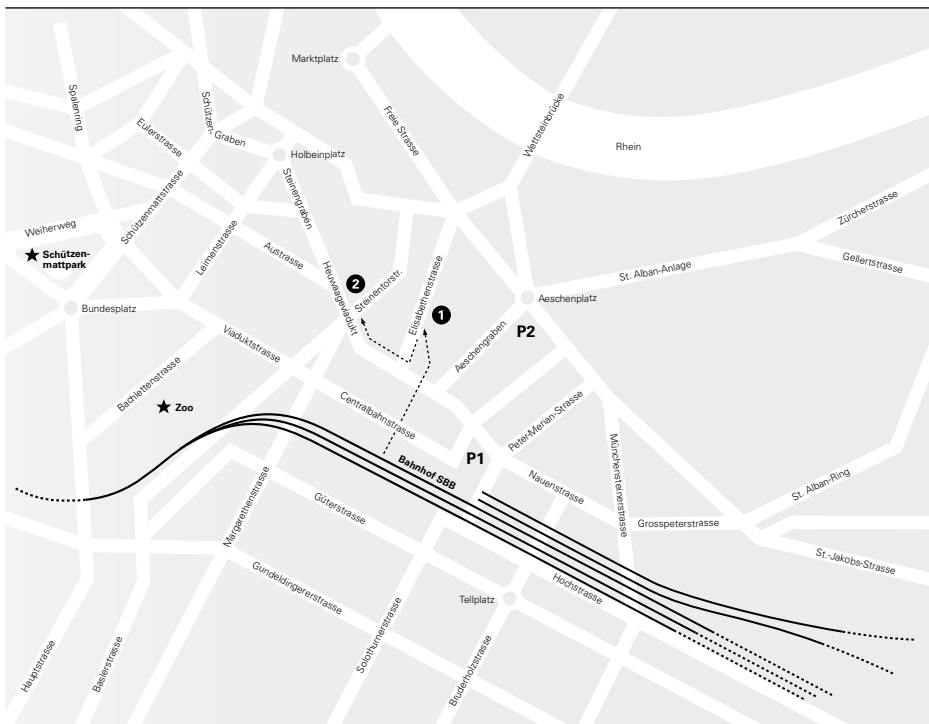 Marktplatz
Spalenring
Schützen-
Graben
Eulerstrasse
Freie Strasse
Wettsteinbrücke
Rhein
Holbeinplatz
Steinengraben
Schützenmattstrasse
Weiherweg
Zürcherstrasse
Schützen-
mattpark
Leimenstrasse
Austrasse
Gellertstrasse
St. Alban-Anlage
Heuwaageviadukt
2
Steinentorstr.
Elisabethenstrasse
1
Aeschenplatz
Bundesplatz
P2
Aeschengraben
Viaduktstrasse
Bachlettenstrasse
Zoo
Centralbahnstrasse
Peter-Merian-Strasse
P1
Bahnhof SBB
Münchensteinerstrasse
Nauenstrasse
St. Alban-Ring
Margarethenstrasse
Güterstrasse
Grosspeterstrasse
St.-Jakobs-Strasse
Gundeldingerstrasse
Hochstrasse
Tellplatz
Hauptstrasse
Baslerstrasse
Solothurnerstrasse
Bruderholzstrasse